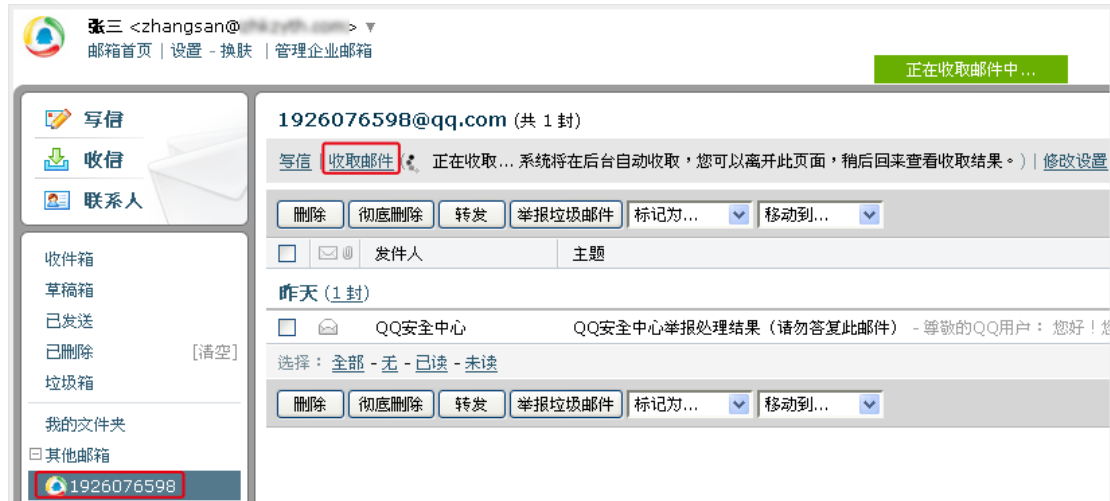 张三 <zhangsan@ >
邮箱首页 | 设置 - 换肤 | 管理企业邮箱
正在收取邮件中...
写信
收信
联系人
收件箱
草稿箱
已发送
已删除 [清空]
垃圾箱
我的文件夹
其他邮箱
1926076598
1926076598@qq.com (共 1 封)
写信 | 收取邮件 ( 正在收取... 系统将在后台自动收取，您可以离开此页面，稍后回来查看收取结果。) | 修改设置
删除 彻底删除 转发 举报垃圾邮件 标记为... 移动到...
发件人 主题
昨天 (1 封)
QQ安全中心 QQ安全中心举报处理结果（请勿答复此邮件） - 尊敬的QQ用户： 您好！
选择： 全部 - 无 - 已读 - 未读
删除 彻底删除 转发 举报垃圾邮件 标记为... 移动到...